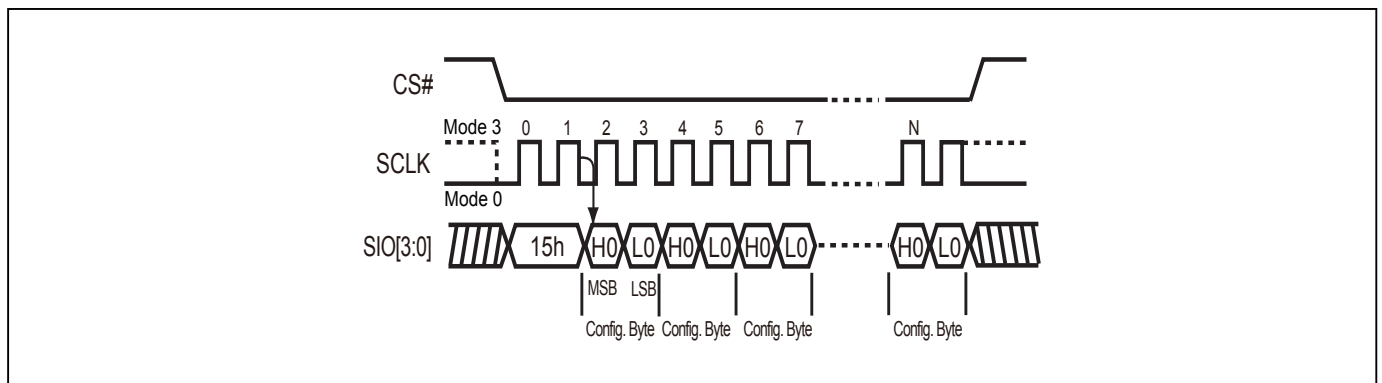 CS#
Mode 3 0 1 2 3 4 5 6 7 N
SCLK
Mode 0
SIO[3:0] 15h H0 L0 H0 L0 H0 L0 H0 L0
MSB LSB
Config. Byte Config. Byte Config. Byte Config. Byte